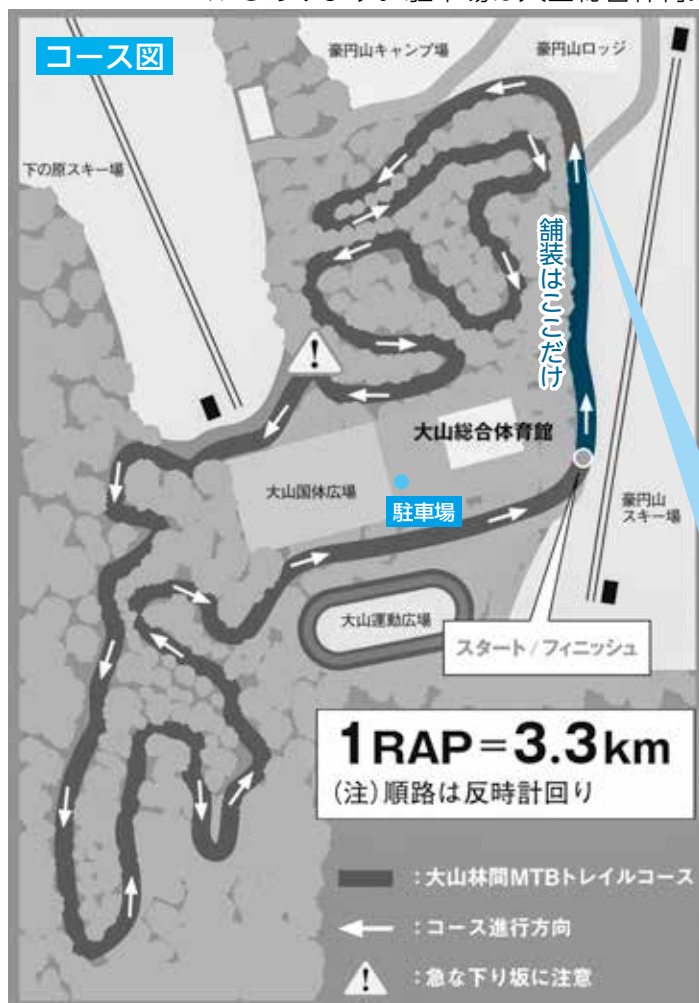 コース図
豪円山キャンプ場
豪円山ロッジ
下の原スキー場
舗装はここだけ
大山総合体育館
大山国体広場
駐車場
豪円山
スキー場
大山運動広場
スタート/フィニッシュ
1RAP=3.3km
(注)順路は反時計回り
:大山林間MTBトレイルコース
:コース進行方向
:急な下り坂に注意